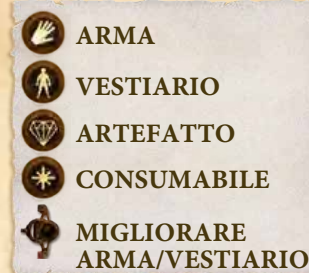 ARMA
VESTIARIO
ARTEFATTO
CONSUMABILE
MIGLIORARE
ARMA/VESTIARIO